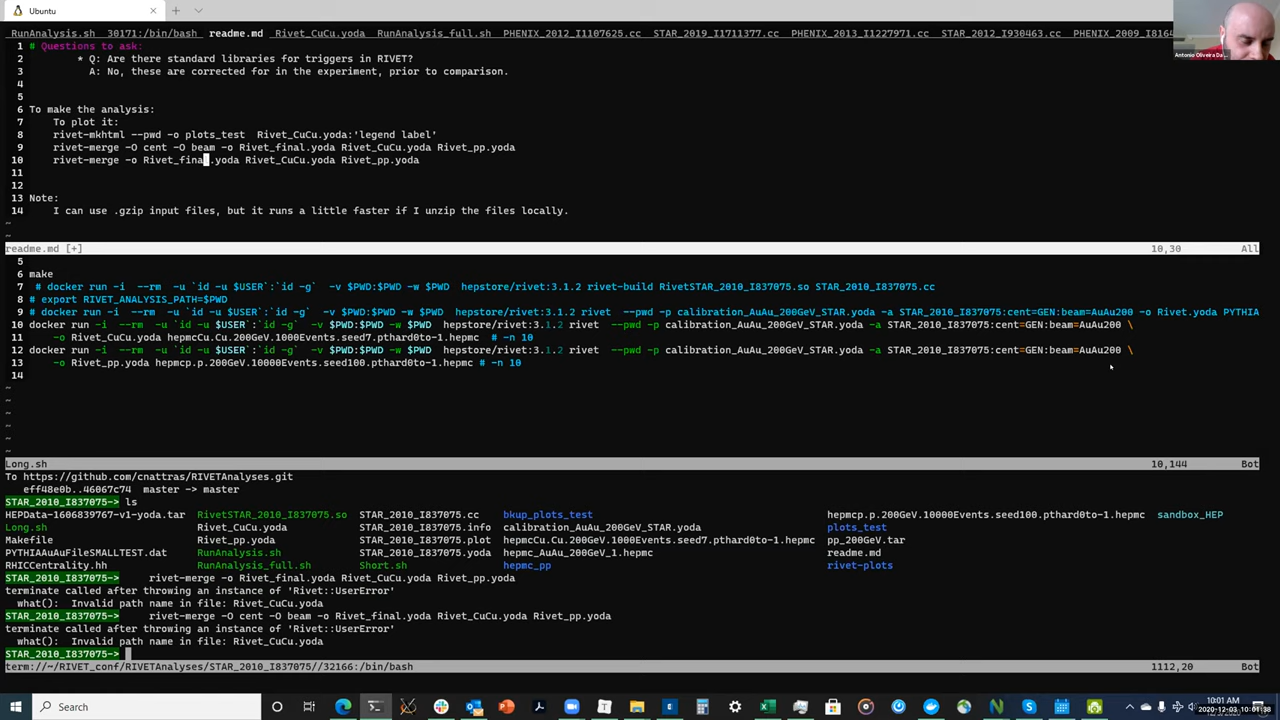 Ubuntu
RunAnalysis.sh 30171:/bin/bash readme.md Rivet_CuCu.yoda RunAnalysis_full.sh PHENIX_2012_I1107625.cc STAR_2019_I1711377.cc PHENIX_2013_I1227971.cc STAR_2012_I930463.cc PHENIX_2009_I8164
1 # Questions to ask:
2 * Q: Are there standard libraries for triggers in RIVET?
3 A: No, these are corrected for in the experiment, prior to comparison.
4
5
6 To make the analysis:
7 To plot it:
8 rivet-mkhtml --pwd -o plots_test Rivet_CuCu.yoda:'legend label'
9 rivet-merge -O cent -O beam -o Rivet_final.yoda Rivet_CuCu.yoda Rivet_pp.yoda
10 rivet-merge -o Rivet_final.yoda Rivet_CuCu.yoda Rivet_pp.yoda
11
12
13 Note:
14 I can use .gzip input files, but it runs a little faster if I unzip the files locally.
~
~
readme.md [+] 10,30 All
5
6 make
7 # docker run -i --rm -u `id -u $USER`:`id -g` -v $PWD:$PWD -w $PWD hepstore/rivet:3.1.2 rivet-build RivetSTAR_2010_I837075.so STAR_2010_I837075.cc
8 # export RIVET_ANALYSIS_PATH=$PWD
9 # docker run -i --rm -u `id -u $USER`:`id -g` -v $PWD:$PWD -w $PWD hepstore/rivet:3.1.2 rivet --pwd -p calibration_AuAu_200GeV_STAR.yoda -a STAR_2010_I837075:cent=GEN:beam=AuAu200 -o Rivet.yoda PYTHIA
10 docker run -i --rm -u `id -u $USER`:`id -g` -v $PWD:$PWD -w $PWD hepstore/rivet:3.1.2 rivet --pwd -p calibration_AuAu_200GeV_STAR.yoda -a STAR_2010_I837075:cent=GEN:beam=AuAu200 \
11 -o Rivet_CuCu.yoda hepmcCu.Cu.200GeV.10000Events.seed7.pthard0to-1.hepmc # -n 10
12 docker run -i --rm -u `id -u $USER`:`id -g` -v $PWD:$PWD -w $PWD hepstore/rivet:3.1.2 rivet --pwd -p calibration_AuAu_200GeV_STAR.yoda -a STAR_2010_I837075:cent=GEN:beam=AuAu200 \
13 -o Rivet_pp.yoda hepmcp.p.200GeV.10000Events.seed100.pthard0to-1.hepmc # -n 10
14
~
~
~
~
~
~
Long.sh 10,144 Bot
To https://github.com/cnattras/RIVETAnalyses.git
eff48e0b..46067c74 master -> master
STAR_2010_I837075-> ls
HEPData-1606839767-v1-yoda.tar RivetSTAR_2010_I837075.so STAR_2010_I837075.cc bkup_plots_test hepmcp.p.200GeV.10000Events.seed100.pthard0to-1.hepmc sandbox_HEP
Long.sh Rivet_CuCu.yoda STAR_2010_I837075.info calibration_AuAu_200GeV_STAR.yoda plots_test
Makefile Rivet_pp.yoda STAR_2010_I837075.plot hepmcCu.Cu.200GeV.10000Events.seed7.pthard0to-1.hepmc pp_200GeV.tar
PYTHIAAuAuFileSMALLTEST.dat RunAnalysis.sh STAR_2010_I837075.yoda hepmc_AuAu_200GeV_1.hepmc readme.md
RHICCentrality.hh RunAnalysis_full.sh Short.sh hepmc_pp rivet-plots
STAR_2010_I837075-> rivet-merge -o Rivet_final.yoda Rivet_CuCu.yoda Rivet_pp.yoda
terminate called after throwing an instance of 'Rivet::UserError'
what(): Invalid path name in file: Rivet_CuCu.yoda
STAR_2010_I837075-> rivet-merge -O cent -O beam -o Rivet_final.yoda Rivet_CuCu.yoda Rivet_pp.yoda
terminate called after throwing an instance of 'Rivet::UserError'
what(): Invalid path name in file: Rivet_CuCu.yoda
STAR_2010_I837075->
term://~/RIVET_conf/RIVETAnalyses/STAR_2010_I837075//32166:/bin/bash 1112,20 Bot
Antonio Oliveira Da...
Search
10:01 AM
2020-12-03, 10:01:38